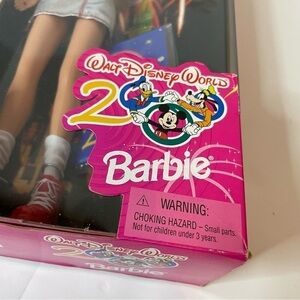 Walt Disney World
2000
Barbie
WARNING:
CHOKING HAZARD – Small parts.
Not for children under 3 years.
Walt Disney World
2000
Barbie